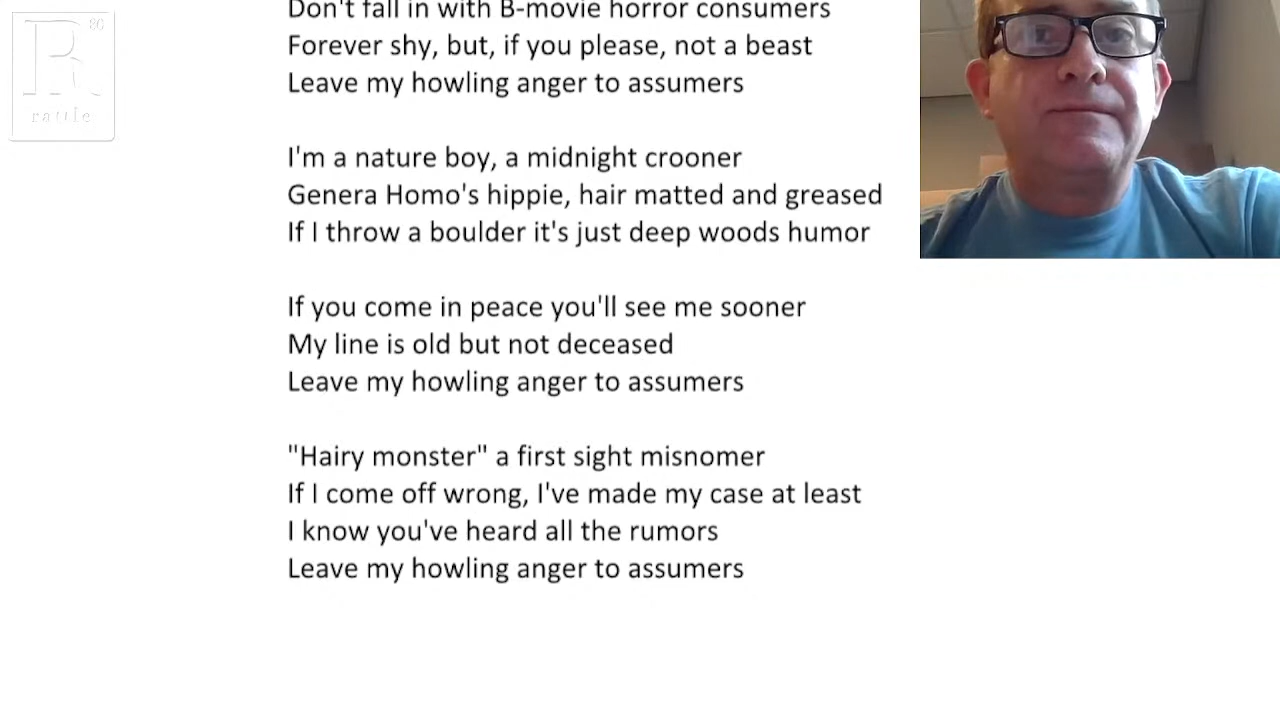 R
80
rattle
Don't fall in with B-movie horror consumers
Forever shy, but, if you please, not a beast
Leave my howling anger to assumers
I'm a nature boy, a midnight crooner
Genera Homo's hippie, hair matted and greased
If I throw a boulder it's just deep woods humor
If you come in peace you'll see me sooner
My line is old but not deceased
Leave my howling anger to assumers
"Hairy monster" a first sight misnomer
If I come off wrong, I've made my case at least
I know you've heard all the rumors
Leave my howling anger to assumers